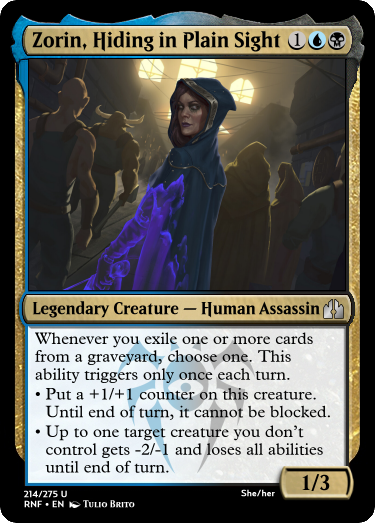 Zorin, Hiding in Plain Sight 1
Legendary Creature — Human Assassin
Whenever you exile one or more cards
from a graveyard, choose one. This
ability triggers only once each turn.
• Put a +1/+1 counter on this creature.
Until end of turn, it cannot be blocked.
• Up to one target creature you don't
control gets -2/-1 and loses all abilities
until end of turn.
1/3
214/275 U
She/her
RNF • EN Tulio Brito